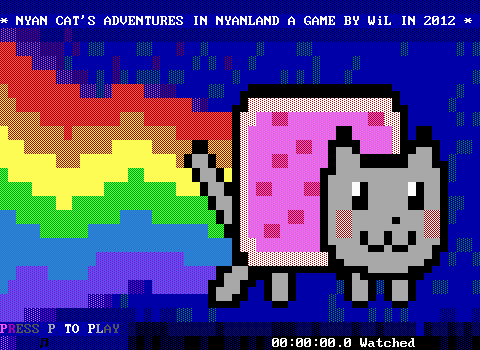 * NYAN CAT'S ADVENTURES IN NYANLAND A GAME BY WiL IN 2012 *
PRESS P TO PLAY
00:00:00.0 Watched